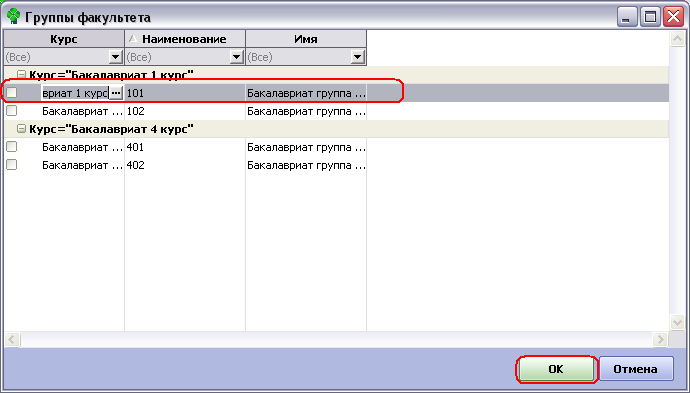 Группы факультета
Курс Наименование Имя
(Все) (Все) (Все)
Курс="Бакалавриат 1 курс"
вриат 1 курс ... 101 Бакалавриат группа ...
Бакалавриат ... 102 Бакалавриат группа ...
Курс="Бакалавриат 4 курс"
Бакалавриат ... 401 Бакалавриат группа ...
Бакалавриат ... 402 Бакалавриат группа ...
OK Отмена